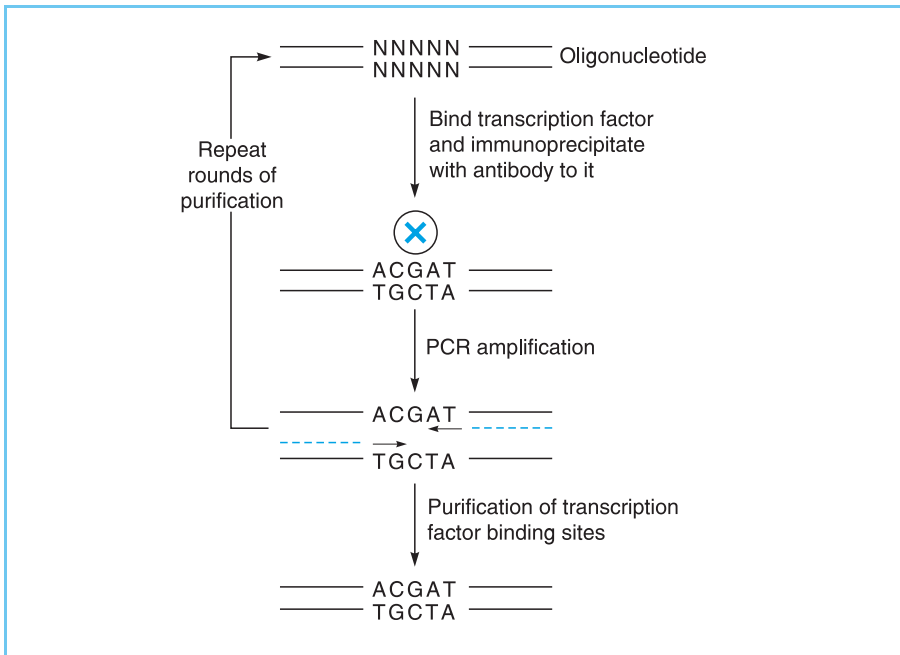 NNNNN
NNNNN
Oligonucleotide
Bind transcription factor
and immunoprecipitate
with antibody to it
Repeat
rounds of
purification
ACGAT
TGCTA
PCR amplification
ACGAT
TGCTA
Purification of transcription
factor binding sites
ACGAT
TGCTA